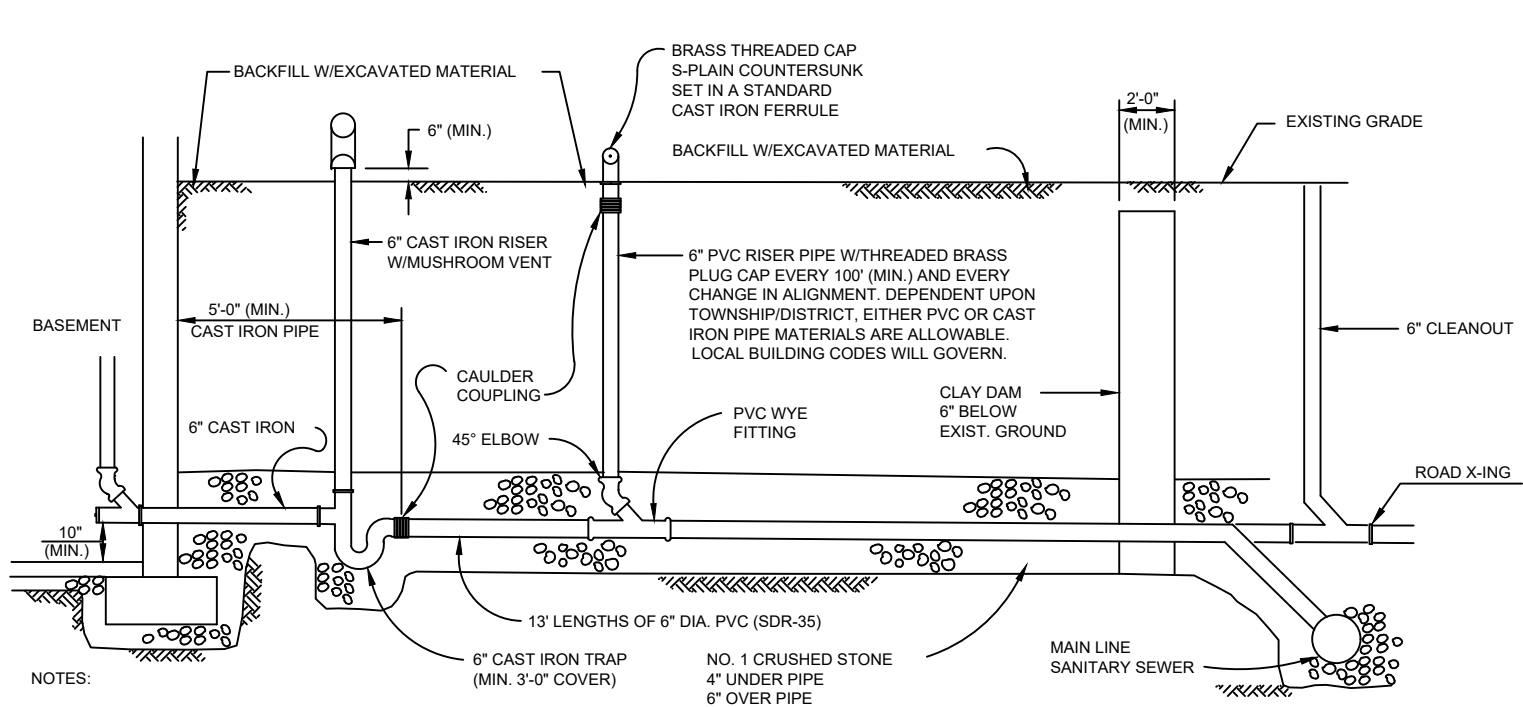 BRASS THREADED CAP
S-PLAIN COUNTERSUNK
SET IN A STANDARD
CAST IRON FERRULE
BACKFILL W/EXCAVATED MATERIAL
2'-0"
(MIN.)
6" (MIN.)
EXISTING GRADE
BACKFILL W/EXCAVATED MATERIAL
6" CAST IRON RISER
W/MUSHROOM VENT
6" PVC RISER PIPE W/THREADED BRASS
PLUG CAP EVERY 100' (MIN.) AND EVERY
CHANGE IN ALIGNMENT. DEPENDENT UPON
TOWNSHIP/DISTRICT, EITHER PVC OR CAST
IRON PIPE MATERIALS ARE ALLOWABLE.
LOCAL BUILDING CODES WILL GOVERN.
5'-0" (MIN.)
CAST IRON PIPE
BASEMENT
6" CLEANOUT
CAULDER
COUPLING
CLAY DAM
6" BELOW
EXIST. GROUND
6" CAST IRON
45° ELBOW
PVC WYE
FITTING
ROAD X-ING
10"
(MIN.)
13' LENGTHS OF 6" DIA. PVC (SDR-35)
6" CAST IRON TRAP
(MIN. 3'-0" COVER)
NO. 1 CRUSHED STONE
4" UNDER PIPE
6" OVER PIPE
MAIN LINE
SANITARY SEWER
NOTES: